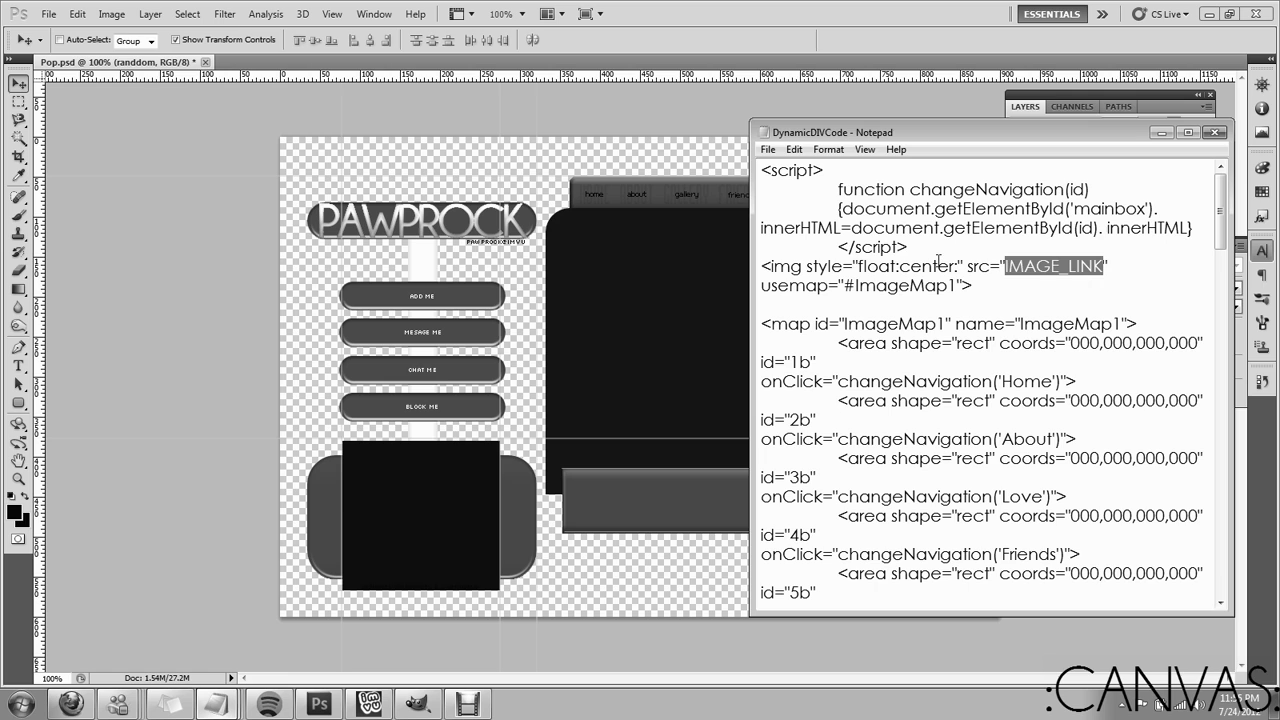 Ps File Edit Image Layer Select Filter Analysis 3D View Window Help 100% ESSENTIALS CS Live
Auto-Select: Group Show Transform Controls
Pop.psd @ 100% (randdom, RGB/8) *
LAYERS CHANNELS PATHS
DynamicDIVCode - Notepad
File Edit Format View Help
<script>
function changeNavigation(id)
{document.getElementById('mainbox').
innerHTML=document.getElementById(id). innerHTML}
</script>
<img style="float:center:" src="IMAGE_LINK"
usemap="#ImageMap1">
<map id="ImageMap1" name="ImageMap1">
<area shape="rect" coords="000,000,000,000"
id="1b"
onClick="changeNavigation('Home')">
<area shape="rect" coords="000,000,000,000"
id="2b"
onClick="changeNavigation('About')">
<area shape="rect" coords="000,000,000,000"
id="3b"
onClick="changeNavigation('Love')">
<area shape="rect" coords="000,000,000,000"
id="4b"
onClick="changeNavigation('Friends')">
<area shape="rect" coords="000,000,000,000"
id="5b"
home about gallery
PAWPROCK
PAWPROCK@IMVU
ADD ME
MESAGE ME
CHAT ME
BLOCK ME
100% Doc: 1.54M/27.2M
Ps
:CANVAS:
7/24/2012